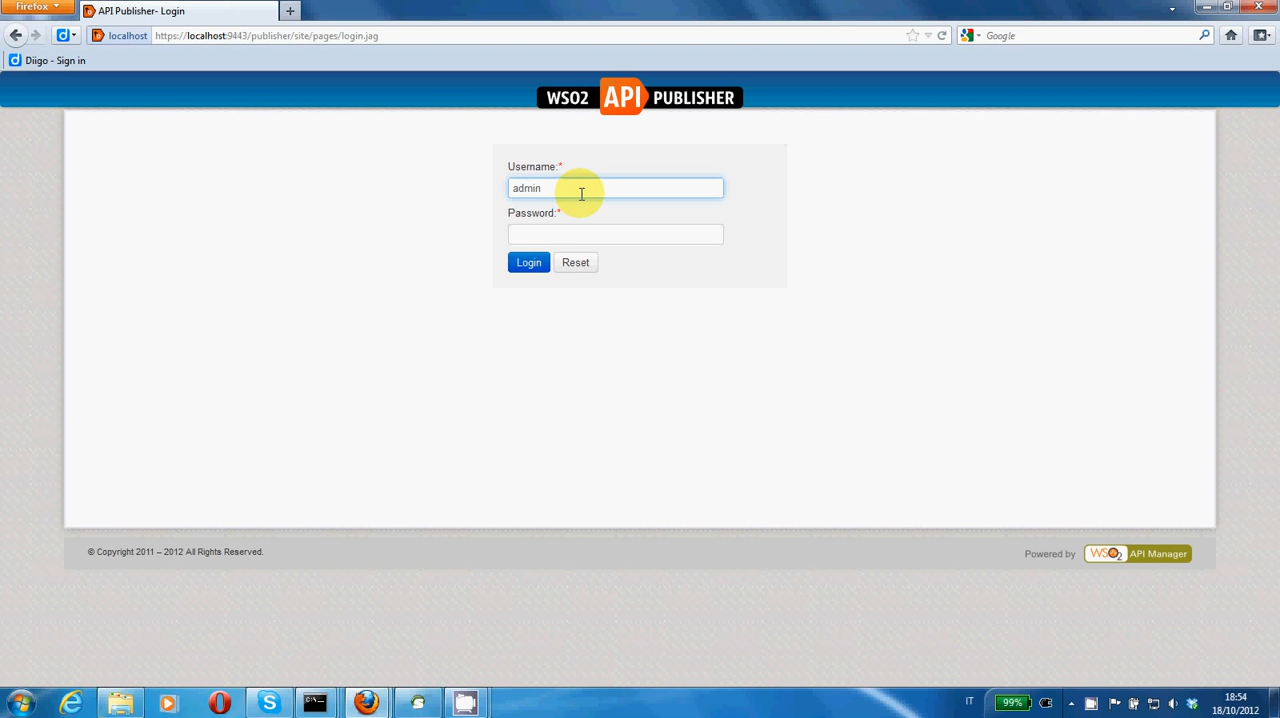 Firefox
API Publisher- Login
localhost https://localhost:9443/publisher/site/pages/login.jag
Google
Diigo - Sign in
WSO2 API PUBLISHER
Username:*
admin
Password:*
Login Reset
© Copyright 2011 – 2012 All Rights Reserved.
Powered by WSO2 API Manager
IT
99%
18:54
18/10/2012